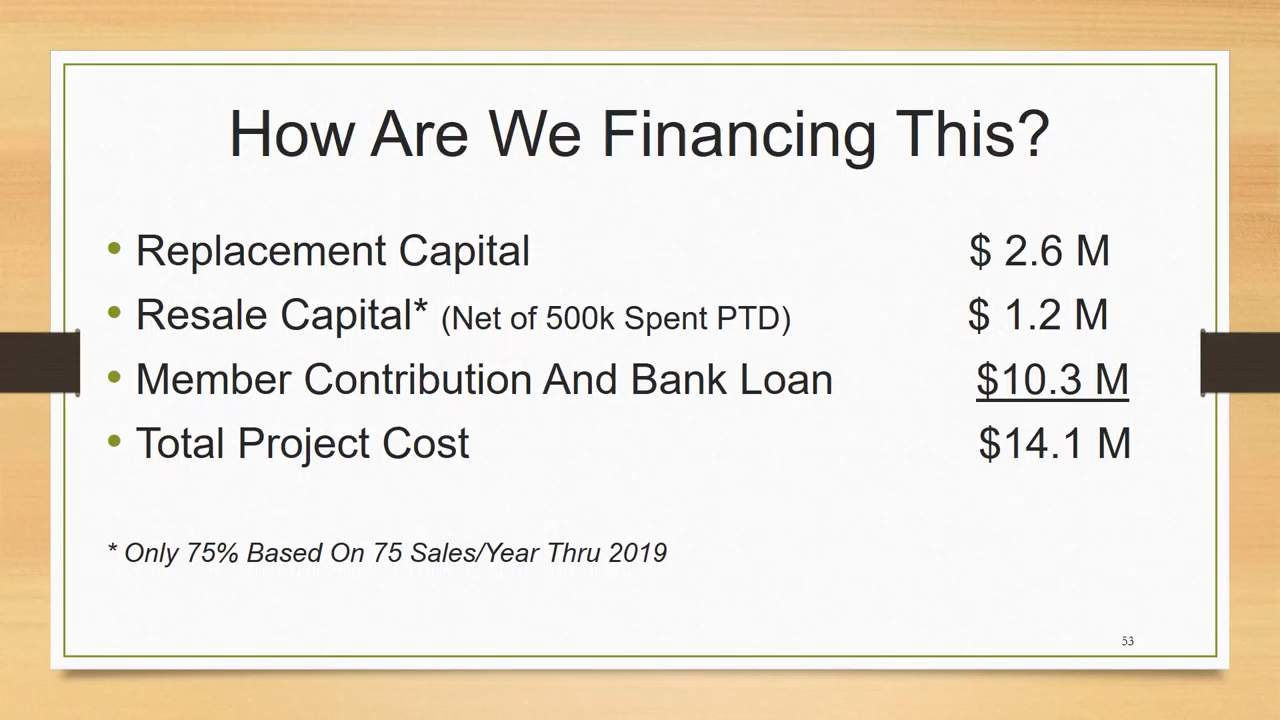 How Are We Financing This?
• Replacement Capital $ 2.6 M
• Resale Capital* (Net of 500k Spent PTD) $ 1.2 M
• Member Contribution And Bank Loan $10.3 M
• Total Project Cost $14.1 M
* Only 75% Based On 75 Sales/Year Thru 2019
53